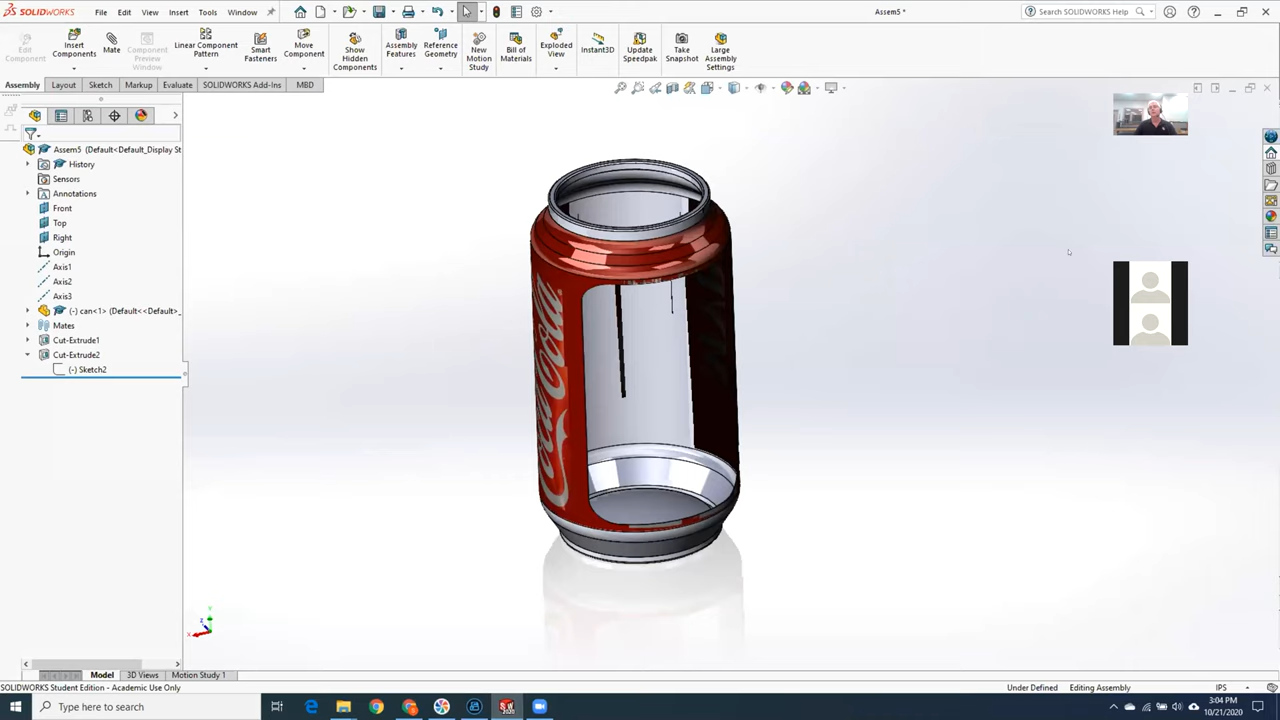 SOLIDWORKS File Edit View Insert Tools Window Assem5 * Search SOLIDWORKS Help
Edit Component
Insert Components
Mate
Component Preview Window
Linear Component Pattern
Smart Fasteners
Move Component
Show Hidden Components
Assembly Features
Reference Geometry
New Motion Study
Bill of Materials
Exploded View
Instant3D
Update Speedpak
Take Snapshot
Large Assembly Settings
Assembly Layout Sketch Markup Evaluate SOLIDWORKS Add-Ins MBD
Assem5 (Default<Default_Display St
History
Sensors
Annotations
Front
Top
Right
Origin
Axis1
Axis2
Axis3
(-) can<1> (Default<<Default>_
Mates
Cut-Extrude1
Cut-Extrude2
(-) Sketch2
Coca-Cola
Y
Z
X
Model 3D Views Motion Study 1
SOLIDWORKS Student Edition - Academic Use Only Under Defined Editing Assembly IPS
Type here to search
3:04 PM
10/21/2020